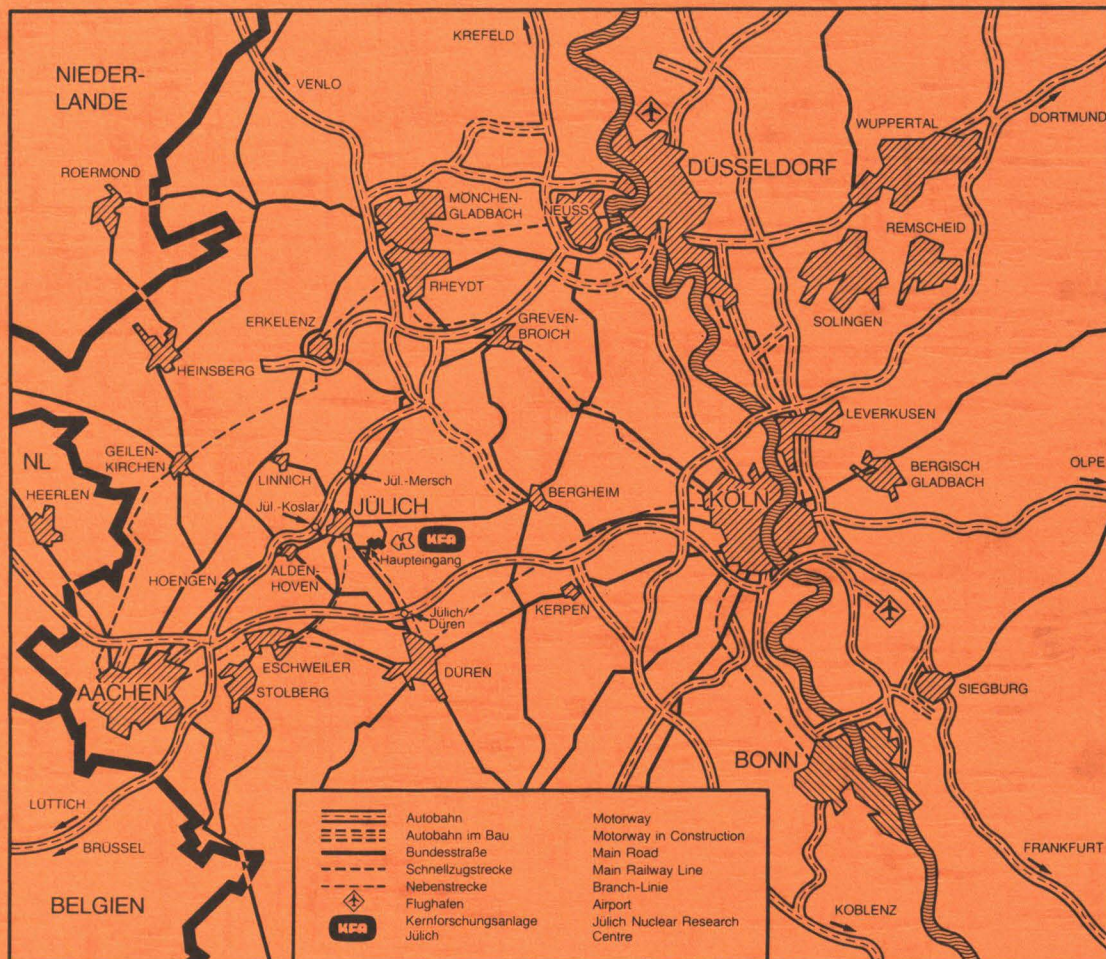 KREFELD
NIEDER-
LANDE
VENLO
WUPPERTAL
DORTMUND
DÜSSELDORF
ROERMOND
MÖNCHEN-
GLADBACH
NEUSS
REMSCHEID
RHEYDT
SOLINGEN
ERKELENZ
GREVEN-
BROICH
HEINSBERG
LEVERKUSEN
GEILEN-
KIRCHEN
NL
LINNICH
Jül.-Mersch
BERGISCH
GLADBACH
OLPE
HEERLEN
Jül.-Koslar
JÜLICH
BERGHEIM
KÖLN
KFA
Haupteingang
HOENGEN
ALDEN-
HOVEN
Jülich/
Düren
KERPEN
ESCHWEILER
DÜREN
AACHEN
STOLBERG
SIEGBURG
BONN
LÜTTICH
BRÜSSEL
FRANKFURT
BELGIEN
KOBLENZ
Autobahn Motorway
Autobahn im Bau Motorway in Construction
Bundesstraße Main Road
Schnellzugstrecke Main Railway Line
Nebenstrecke Branch-Linie
Flughafen Airport
KFA Kernforschungsanlage Jülich Nuclear Research
Jülich Centre